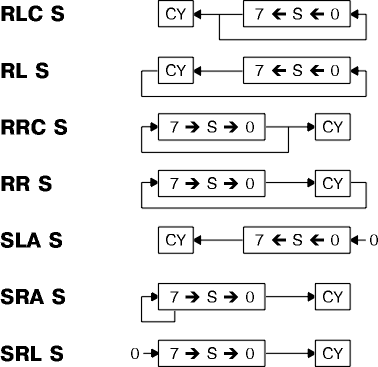 RLC S CY 7 ← S ← 0
RL S CY 7 ← S ← 0
RRC S 7 → S → 0 CY
RR S 7 → S → 0 CY
SLA S CY 7 ← S ← 0 0
SRA S 7 → S → 0 CY
SRL S 0 7 → S → 0 CY